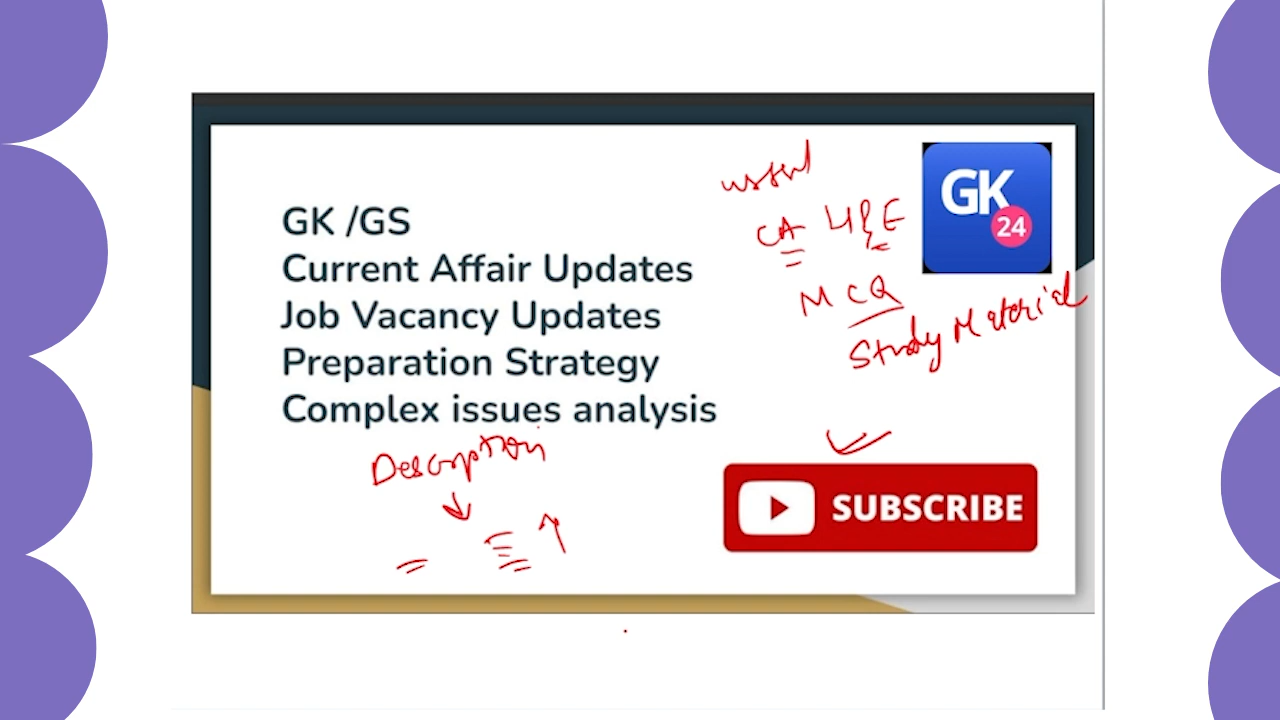 GK /GS
Current Affair Updates
Job Vacancy Updates
Preparation Strategy
Complex issues analysis
GK
24
CA
MCQ
Study Material
Description
SUBSCRIBE